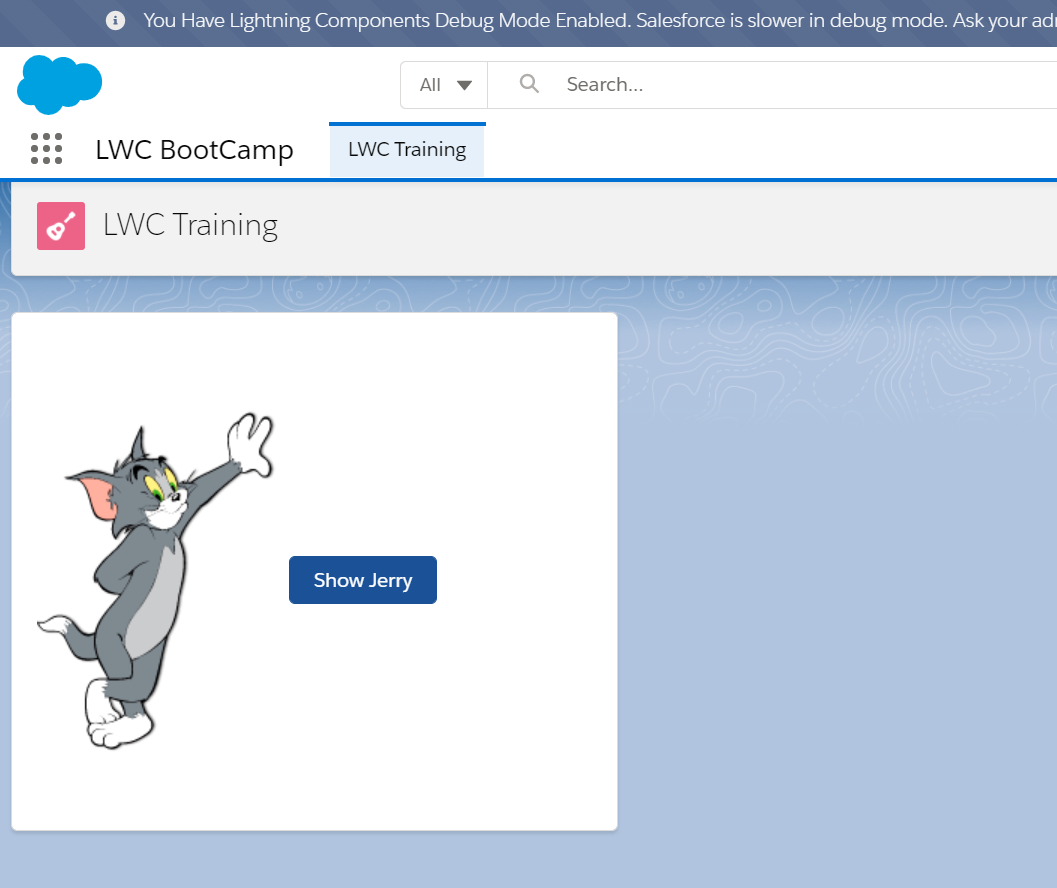 You Have Lightning Components Debug Mode Enabled. Salesforce is slower in debug mode. Ask your
All Search...
LWC BootCamp LWC Training
LWC Training
Show Jerry